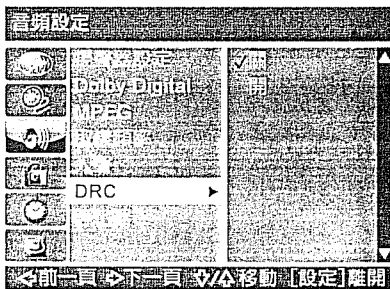 音頻設定
Dolby Digital
MPEG
DRC
關
開
前一頁 下一頁 / 移動 [設定]離開